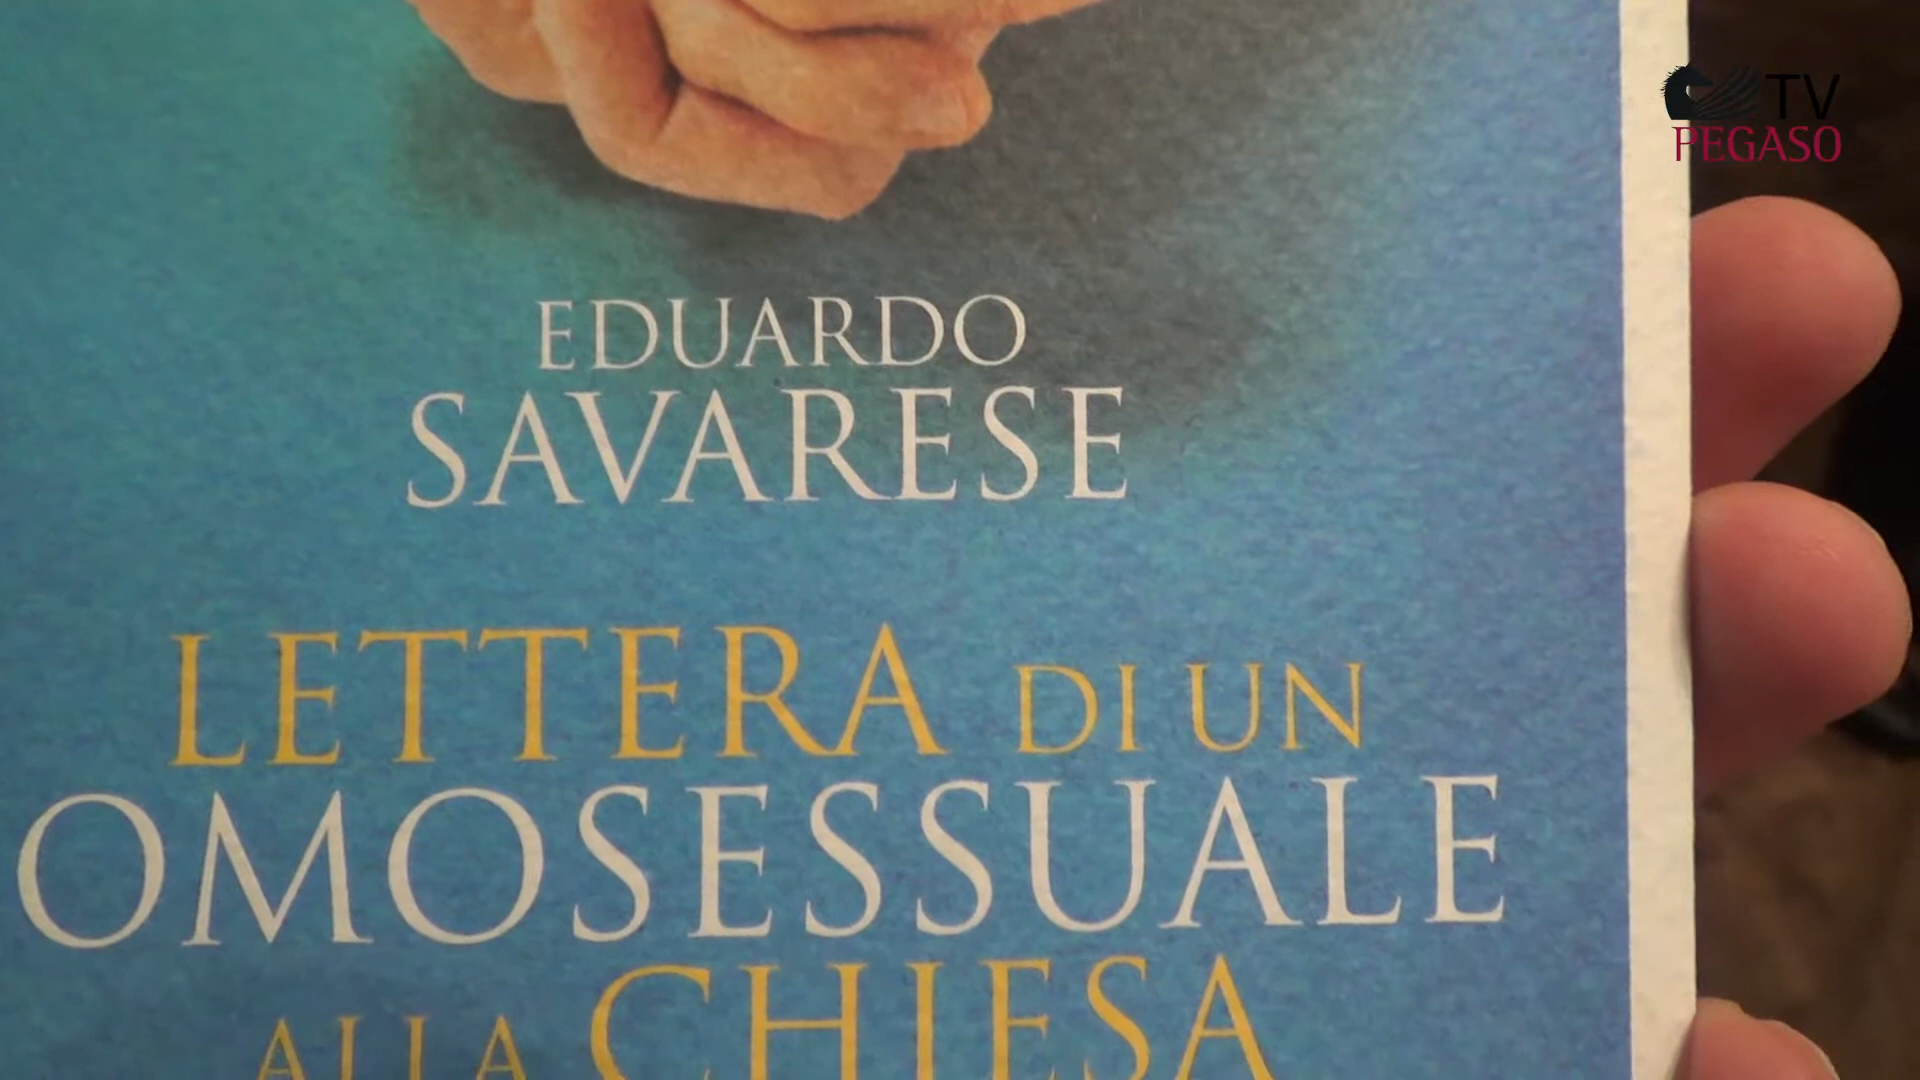 TV
PEGASO
EDUARDO
SAVARESE
LETTERA DI UN
OMOSESSUALE
ALLA CHIESA